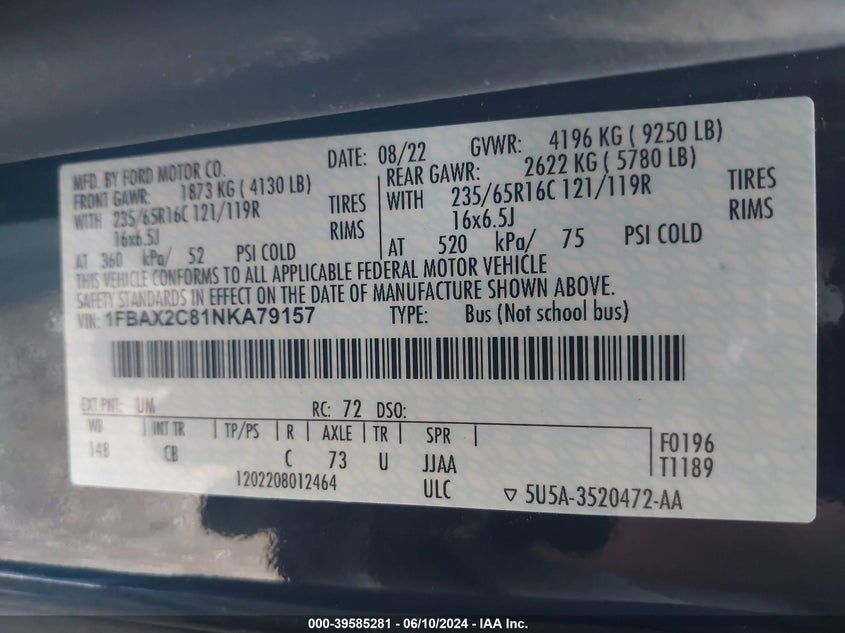 MFD. BY FORD MOTOR CO. DATE: 08/22 GVWR: 4196 KG ( 9250 LB)
FRONT GAWR: 1873 KG ( 4130 LB) REAR GAWR: 2622 KG ( 5780 LB)
WITH 235/65R16C 121/119R TIRES WITH 235/65R16C 121/119R TIRES
16x6.5J RIMS 16x6.5J RIMS
AT 360 kPa/ 52 PSI COLD AT 520 kPa/ 75 PSI COLD
THIS VEHICLE CONFORMS TO ALL APPLICABLE FEDERAL MOTOR VEHICLE
SAFETY STANDARDS IN EFFECT ON THE DATE OF MANUFACTURE SHOWN ABOVE.
VIN: 1FBAX2C81NKA79157 TYPE: Bus (Not school bus)
EXT PNT: UM RC: 72 DSO:
WB INT TR TP/PS R AXLE TR SPR F0196
148 CB C 73 U JJAA T1189
1202208012464 ULC ▽ 5U5A-3520472-AA
000-39585281 - 06/10/2024 - IAA Inc.